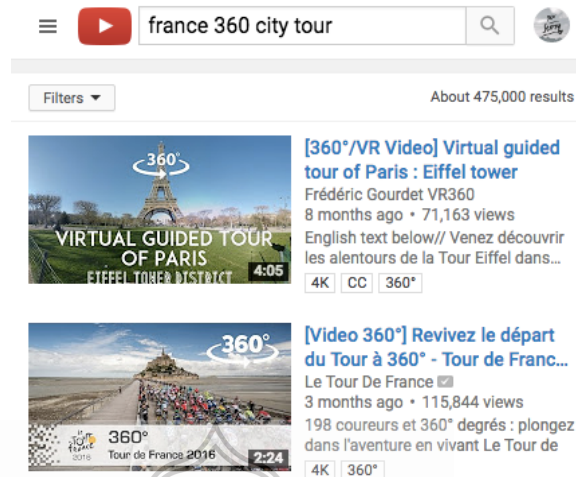 france 360 city tour
Filters
About 475,000 results
360°
VIRTUAL GUIDED TOUR
OF PARIS
EIFFEL TOWER DISTRICT
4:05
[360°/VR Video] Virtual guided
tour of Paris : Eiffel tower
Frédéric Gourdet VR360
8 months ago • 71,163 views
English text below// Venez découvrir
les alentours de la Tour Eiffel dans...
4K CC 360°
360°
le Tour de France 2016
360°
Tour de France 2016
2:24
[Video 360°] Revivez le départ
du Tour à 360° - Tour de Franc...
Le Tour De France
3 months ago • 115,844 views
198 coureurs et 360° degrés : plongez
dans l'aventure en vivant Le Tour de
4K 360°